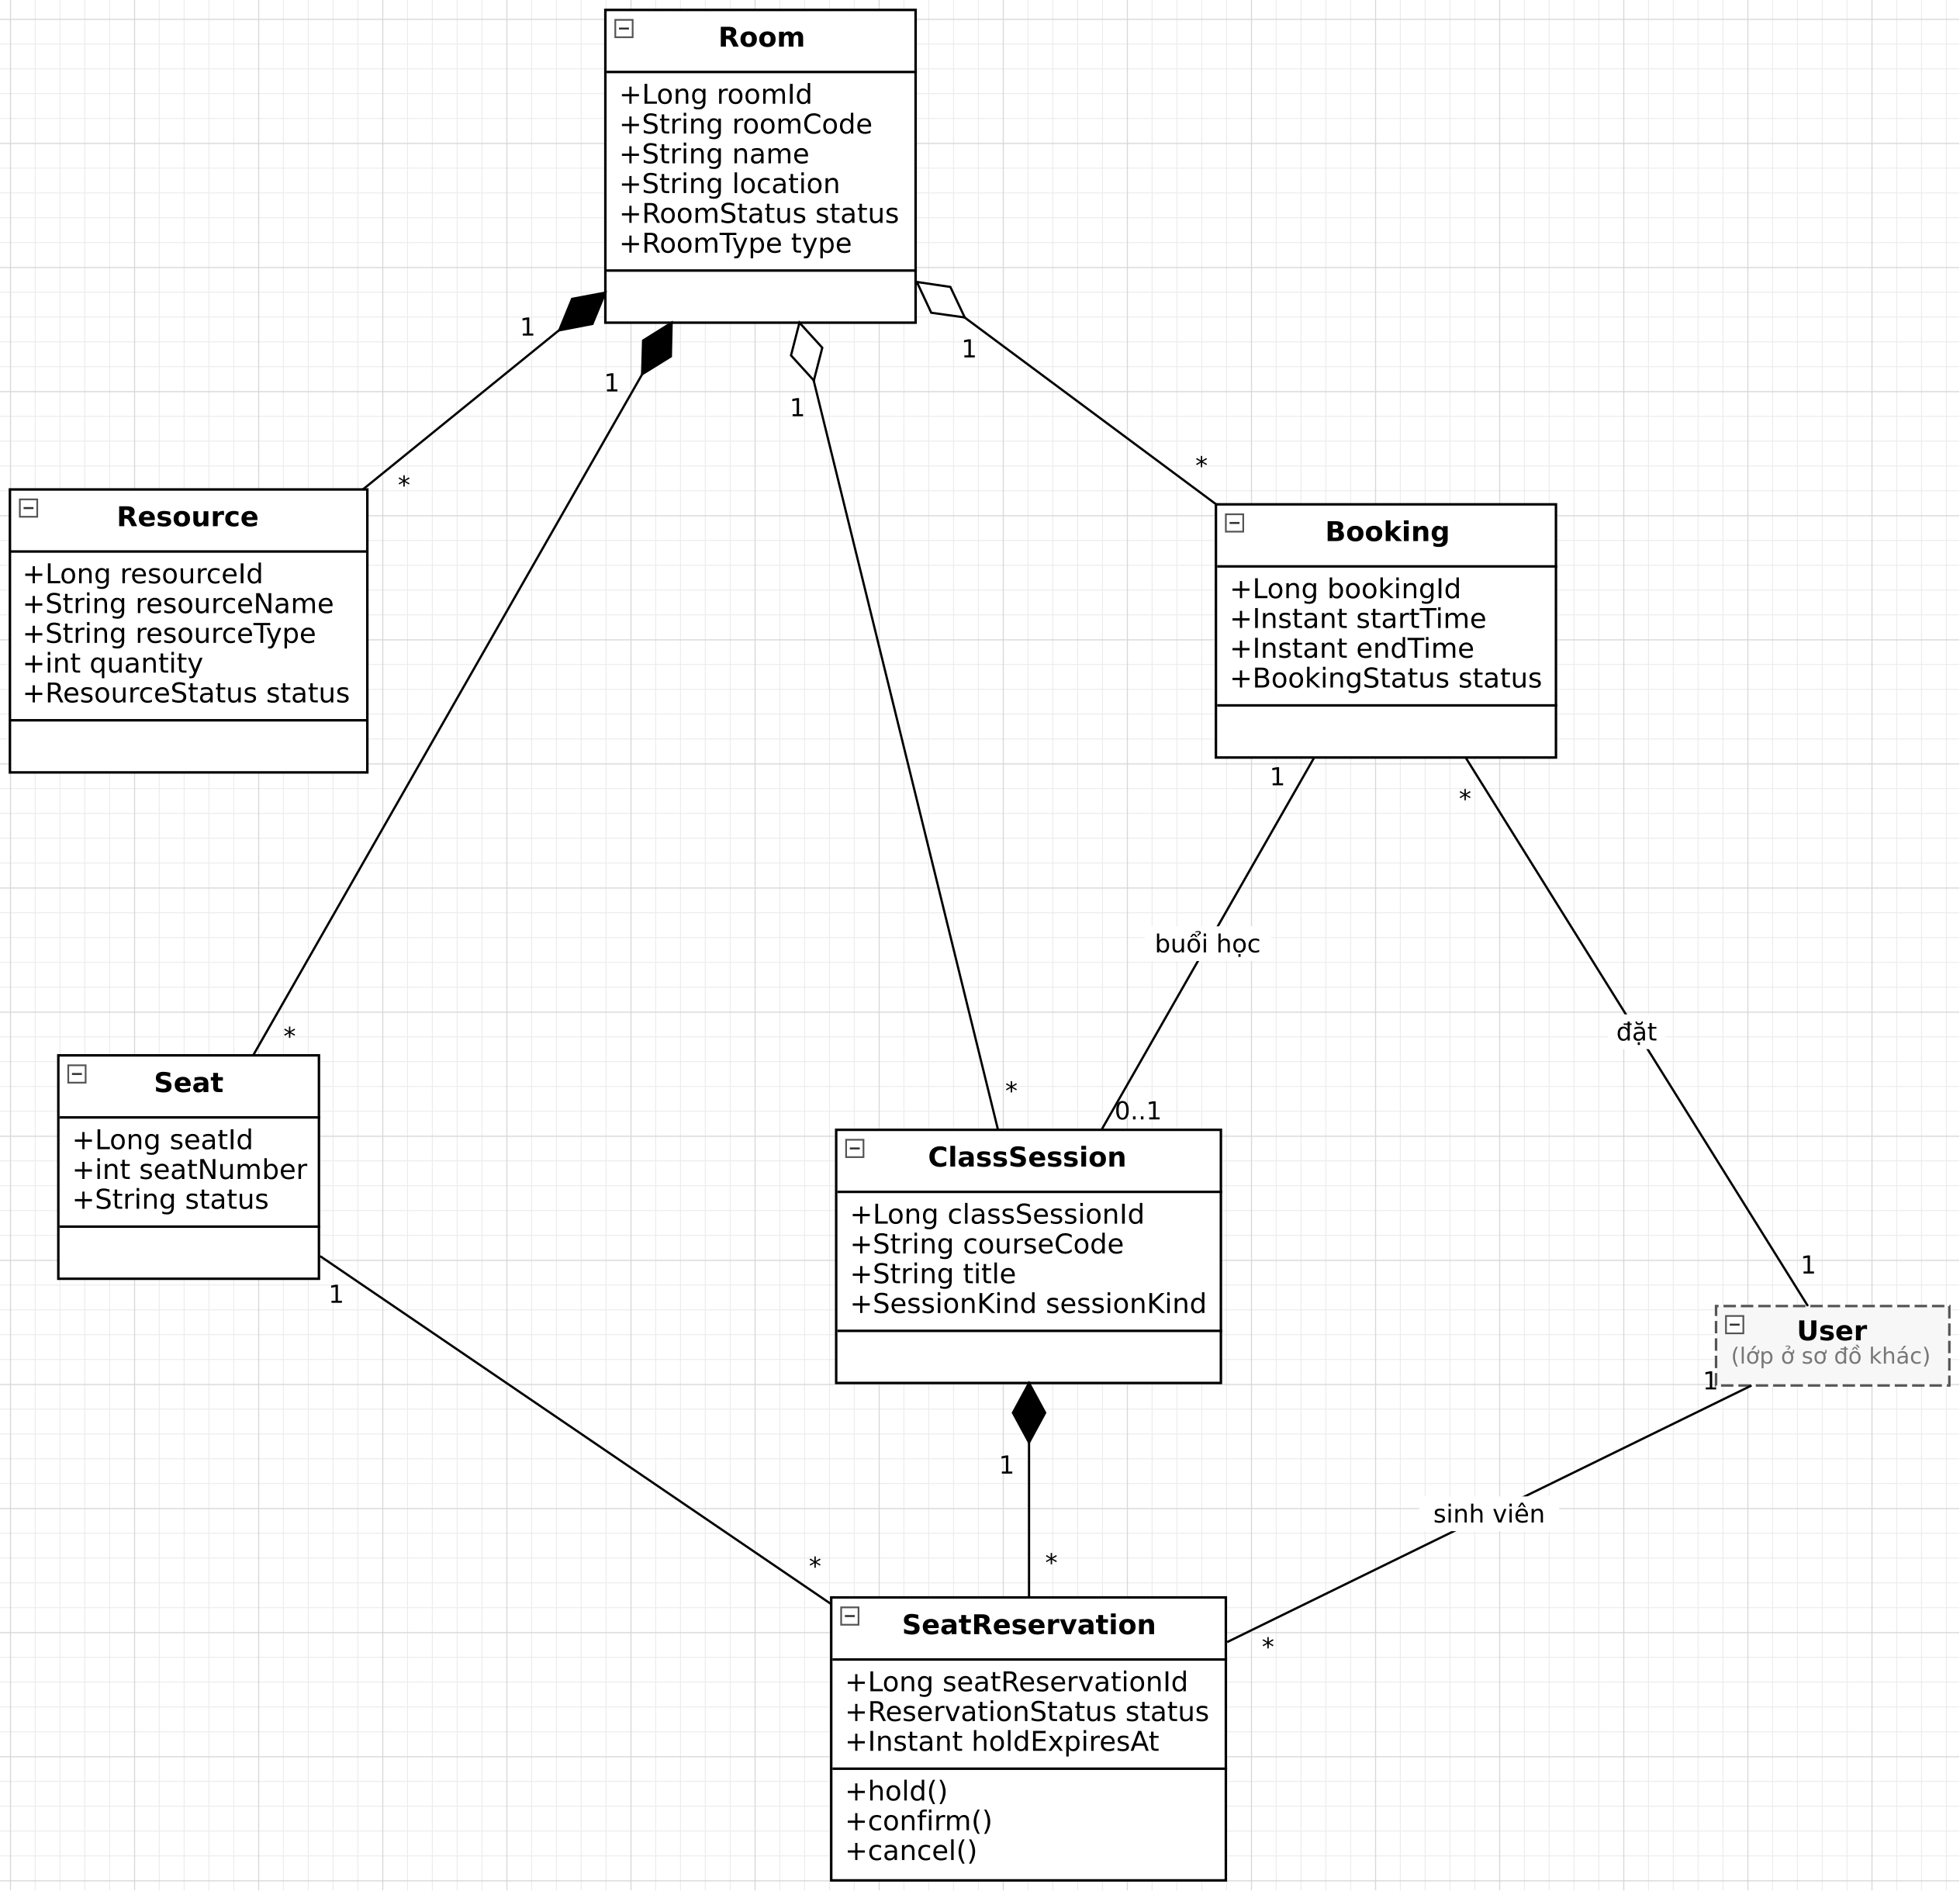 Room
+Long roomId
+String roomCode
+String name
+String location
+RoomStatus status
+RoomType type
1
1
1
1
*
*
Resource
+Long resourceId
+String resourceName
+String resourceType
+int quantity
+ResourceStatus status
Booking
+Long bookingId
+Instant startTime
+Instant endTime
+BookingStatus status
1
*
buổi học
đặt
*
*
0..1
Seat
+Long seatId
+int seatNumber
+String status
ClassSession
+Long classSessionId
+String courseCode
+String title
+SessionKind sessionKind
1
1
User
(lớp ở sơ đồ khác)
1
1
sinh viên
*
*
*
SeatReservation
+Long seatReservationId
+ReservationStatus status
+Instant holdExpiresAt
+hold()
+confirm()
+cancel()